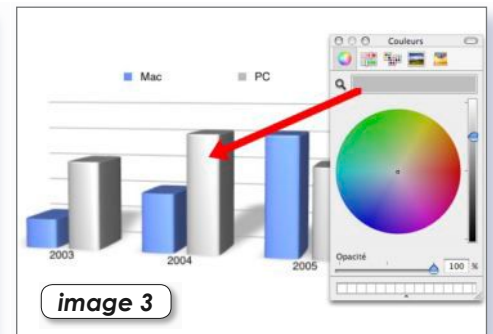 Couleurs
Mac
PC
2003
2004
2005
Opacité
100 %
image 3